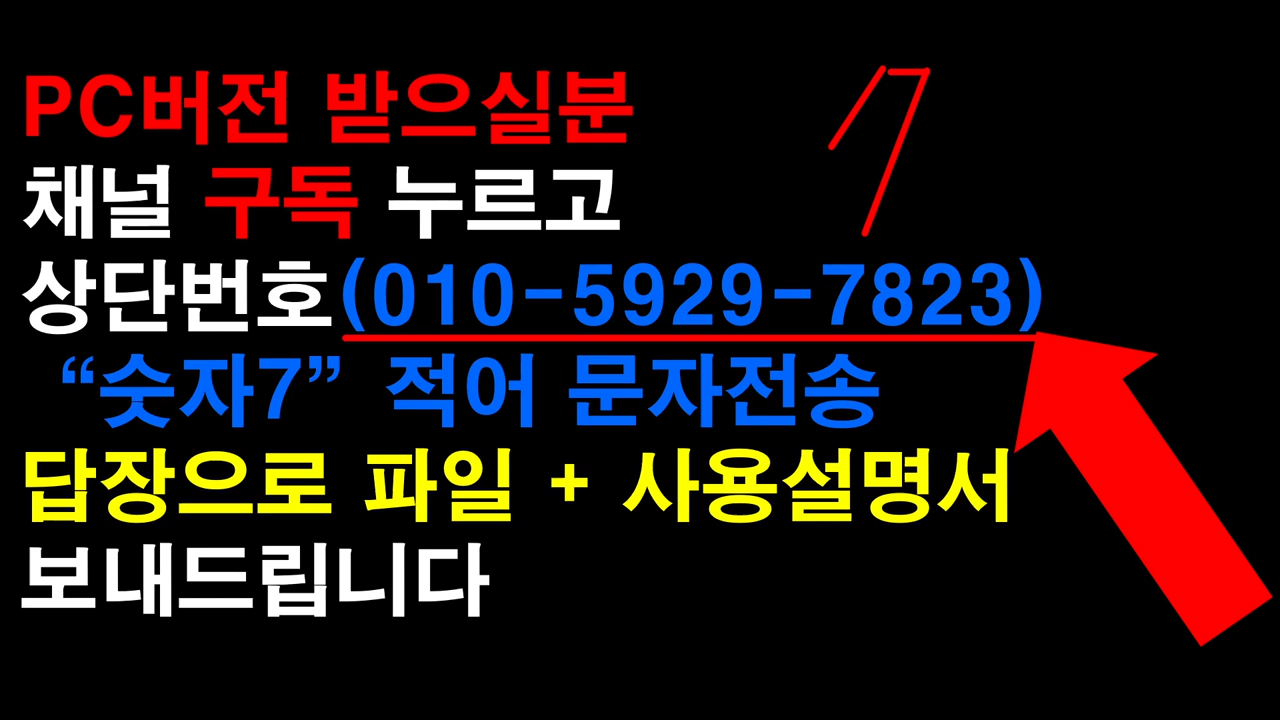 PC버전 받으실분
채널 구독 누르고
상단번호(010-5929-7823)
“숫자7” 적어 문자전송
답장으로 파일 + 사용설명서
보내드립니다
7